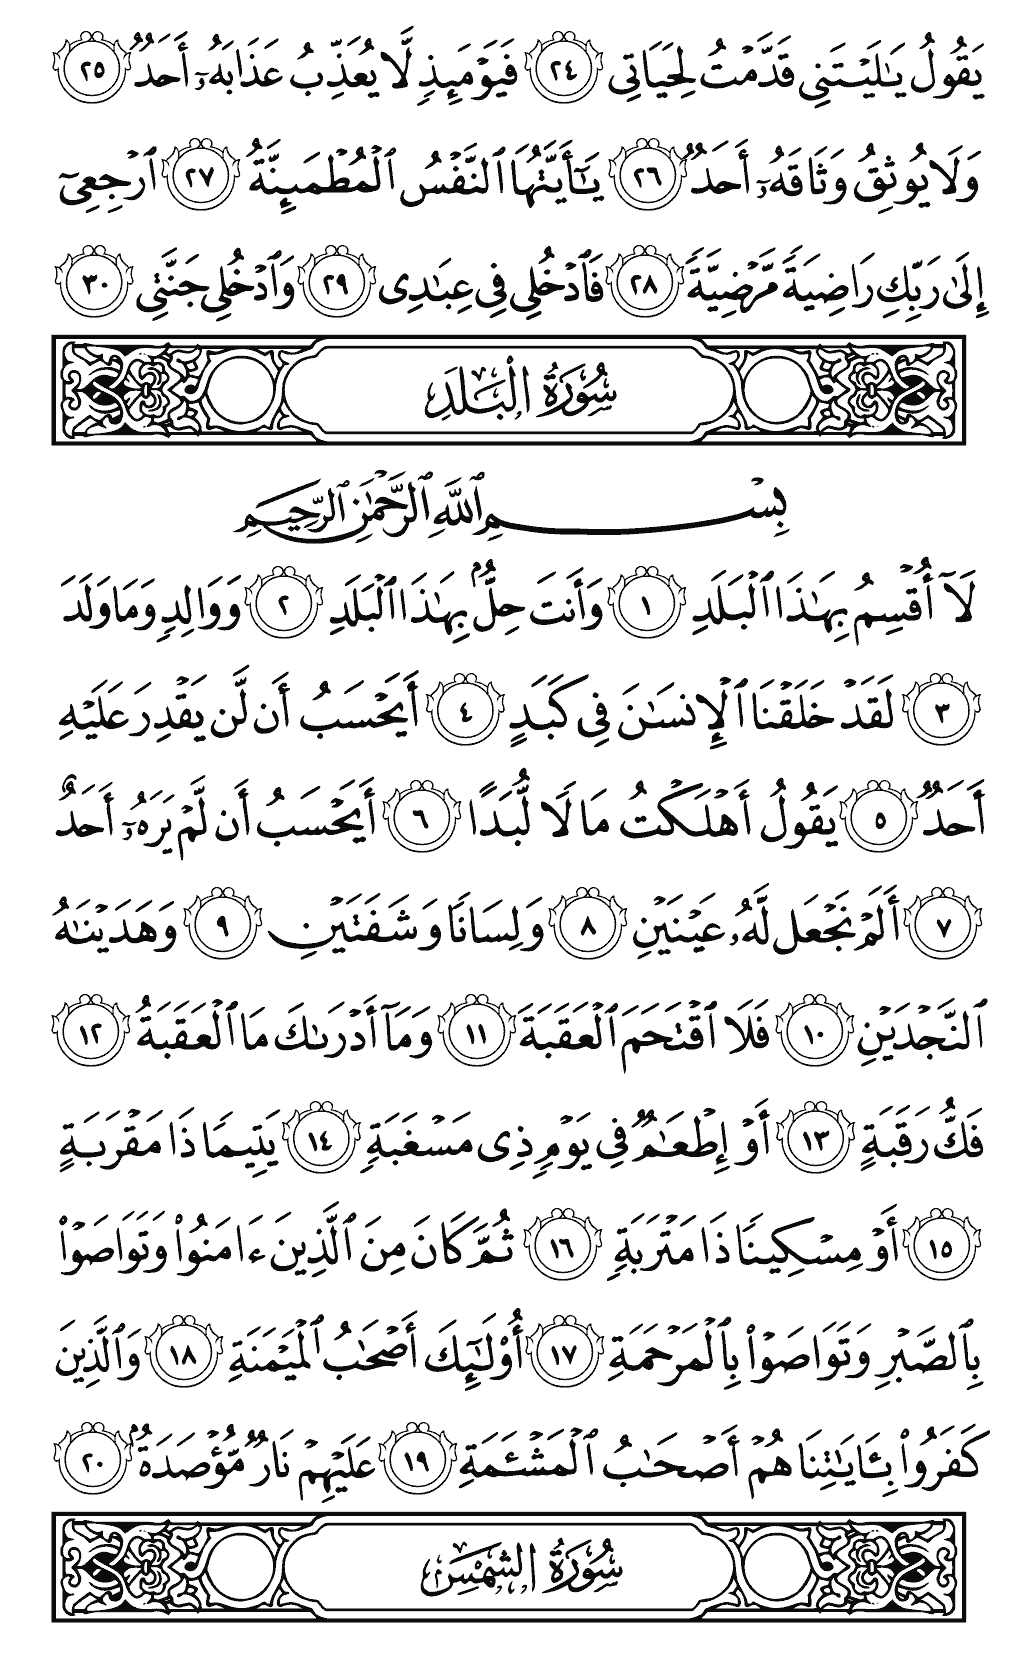 يَقُولُ يَٰلَيْتَنِى قَدَّمْتُ لِحَيَاتِى ٢٤ فَيَوْمَئِذٍ لَّا يُعَذِّبُ عَذَابَهُۥٓ أَحَدٌ ٢٥
وَلَا يُوثِقُ وَثَاقَهُۥٓ أَحَدٌ ٢٦ يَٰٓأَيَّتُهَا ٱلنَّفْسُ ٱلْمُطْمَئِنَّةُ ٢٧ ٱرْجِعِىٓ
إِلَىٰ رَبِّكِ رَاضِيَةً مَّرْضِيَّةً ٢٨ فَٱدْخُلِى فِى عِبَٰدِى ٢٩ وَٱدْخُلِى جَنَّتِى ٣٠
سُورَةُ الْبَلَدِ
بِسْمِ ٱللَّهِ ٱلرَّحْمَٰنِ ٱلرَّحِيمِ
لَآ أُقْسِمُ بِهَٰذَا ٱلْبَلَدِ ١ وَأَنتَ حِلٌّۢ بِهَٰذَا ٱلْبَلَدِ ٢ وَوَالِدٍ وَمَا وَلَدَ
٣ لَقَدْ خَلَقْنَا ٱلْإِنسَٰنَ فِى كَبَدٍ ٤ أَيَحْسَبُ أَن لَّن يَقْدِرَ عَلَيْهِ
أَحَدٌ ٥ يَقُولُ أَهْلَكْتُ مَالًا لُّبَدًا ٦ أَيَحْسَبُ أَن لَّمْ يَرَهُۥٓ أَحَدٌ
٧ أَلَمْ نَجْعَل لَّهُۥ عَيْنَيْنِ ٨ وَلِسَانًا وَشَفَتَيْنِ ٩ وَهَدَيْنَٰهُ
ٱلنَّجْدَيْنِ ١٠ فَلَا ٱقْتَحَمَ ٱلْعَقَبَةَ ١١ وَمَآ أَدْرَىٰكَ مَا ٱلْعَقَبَةُ ١٢
فَكُّ رَقَبَةٍ ١٣ أَوْ إِطْعَٰمٌ فِى يَوْمٍ ذِى مَسْغَبَةٍ ١٤ يَتِيمًا ذَا مَقْرَبَةٍ
١٥ أَوْ مِسْكِينًا ذَا مَتْرَبَةٍ ١٦ ثُمَّ كَانَ مِنَ ٱلَّذِينَ ءَامَنُوا۟ وَتَوَاصَوْا۟
بِٱلصَّبْرِ وَتَوَاصَوْا۟ بِٱلْمَرْحَمَةِ ١٧ أُو۟لَٰٓئِكَ أَصْحَٰبُ ٱلْمَيْمَنَةِ ١٨ وَٱلَّذِينَ
كَفَرُوا۟ بِـَٔايَٰتِنَا هُمْ أَصْحَٰبُ ٱلْمَشْـَٔمَةِ ١٩ عَلَيْهِمْ نَارٌ مُّؤْصَدَةٌۢ ٢٠
سُورَةُ الشَّمْسِ